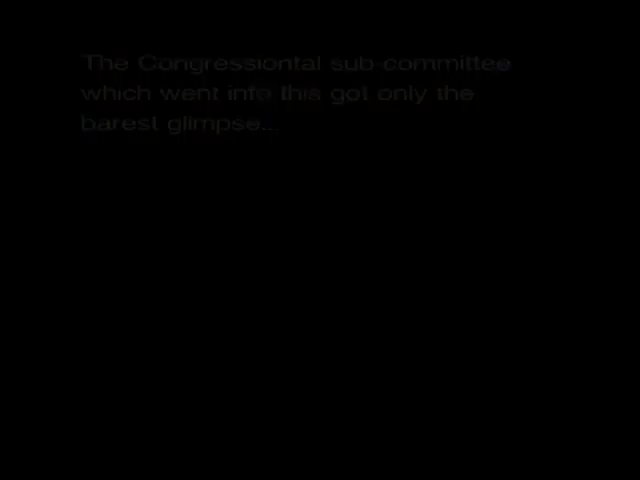 The Congressiontal sub-committee
which went into this got only the
barest glimpse...